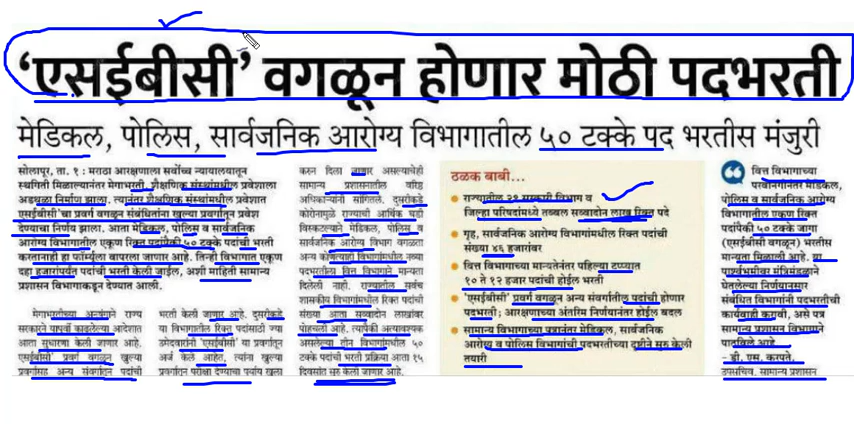 ‘एसईबीसी’ वगळून होणार मोठी पदभरती
मेडिकल, पोलिस, सार्वजनिक आरोग्य विभागातील ५० टक्के पद भरतीस मंजुरी
सोलापूर, ता. १ : मराठा आरक्षणाला सर्वोच्च न्यायालयातून
स्थगिती मिळाल्यानंतर मेगाभरती, शैक्षणिक संस्थांमधील प्रवेशाला
अडथळा निर्माण झाला. त्यानंतर शैक्षणिक संस्थांमधील प्रवेशात
एसईबीसी'चा प्रवर्ग वगळून संबंधितांना खुल्या प्रवर्गातून प्रवेश
देण्याचा निर्णय झाला. आता मेडिकल, पोलिस व सार्वजनिक
आरोग्य विभागातील एकूण रिक्त पदांपैकी ५० टक्के पदांची भरती
करतानाही हा फॉर्म्युला वापरला जाणार आहे. तिन्ही विभागात एकूण
दहा हजारांपर्यंत पदांची भरती केली जाईल, अशी माहिती सामान्य
प्रशासन विभागाकडून देण्यात आली.
मेगाभरतीच्या अनुषंगाने राज्य
सरकारने यापूर्वी काढलेल्या आदेशात
आता सुधारणा केली जाणार आहे.
एसईबीसी' प्रवर्ग वगळून खुल्या
प्रवर्गासह अन्य संवर्गातून पदांची
भरती केली जाणार आहे. दुसरीकडे
या विभागातील रिक्त पदांसाठी ज्या
उमेदवारांनी 'एसईबीसी' या प्रवर्गातून
अर्ज केले आहेत, त्यांना खुल्या
प्रवर्गातून परीक्षा देण्याचा पर्याय खुला
करुन दिला जाणार असल्याचेही
सामान्य प्रशासनातील वरिष्ठ
अधिकाऱ्यांनी सांगितले. दुसरीकडे
कोरोनामुळे राज्याची आर्थिक घडी
विस्कटल्याने मेडिकल, पोलिस व
सार्वजनिक आरोग्य विभाग वगळता
अन्य कोणत्याही विभागांमधील नव्या
पदभरतीला वित्त विभागाने मान्यता
दिलेली नाही. राज्यातील सर्वच
शासकीय विभागांमधील रिक्त पदांची
संख्या आता सव्वादोन लाखांवर
पोहचली आहे. त्यापैकी अत्यावश्यक
असलेल्या तीन विभागांमधील ५०
टक्के पदांची भरती प्रक्रिया आता १५
दिवसांत सुरु केली जाणार आहे.
ठळक बाबी...
राज्यातील २९ सरकारी विभाग व
जिल्हा परिषदांमध्ये तब्बल सव्वादोन लाख रिक्त पदे
गृह, सार्वजनिक आरोग्य विभागांमधील रिक्त पदांची
संख्या ४६ हजारांवर
वित्त विभागाच्या मान्यतेनंतर पहिल्या टप्प्यात
१० ते १२ हजार पदांची होईल भरती
'एसईबीसी' प्रवर्ग वगळून अन्य संवर्गातील पदांची होणार
पदभरती; आरक्षणाच्या अंतरिम निर्णयानंतर होईल बदल
सामान्य विभागाच्या पत्रानंतर मेडिकल, सार्वजनिक
आरोग्य व पोलिस विभागांची पदभरतीच्या दृष्टीने सुरु केली
तयारी
वित्त विभागाच्या
परवानगीनंतर मेडिकल,
पोलिस व सार्वजनिक आरोग्य
विभागातील एकूण रिक्त
पदांपैकी ५० टक्के जागा
(एसईबीसी वगळून) भरतीस
मान्यता मिळाली आहे. या
पार्श्वभूमीवर मंत्रिमंडळाने
घेतलेल्या निर्णयानुसार
संबंधित विभागांनी पदभरतीची
कार्यवाही करावी, असे पत्र
सामान्य प्रशासन विभागाने
पाठविले आहे.
- डी. एस. करपते,
उपसचिव, सामान्य प्रशासन